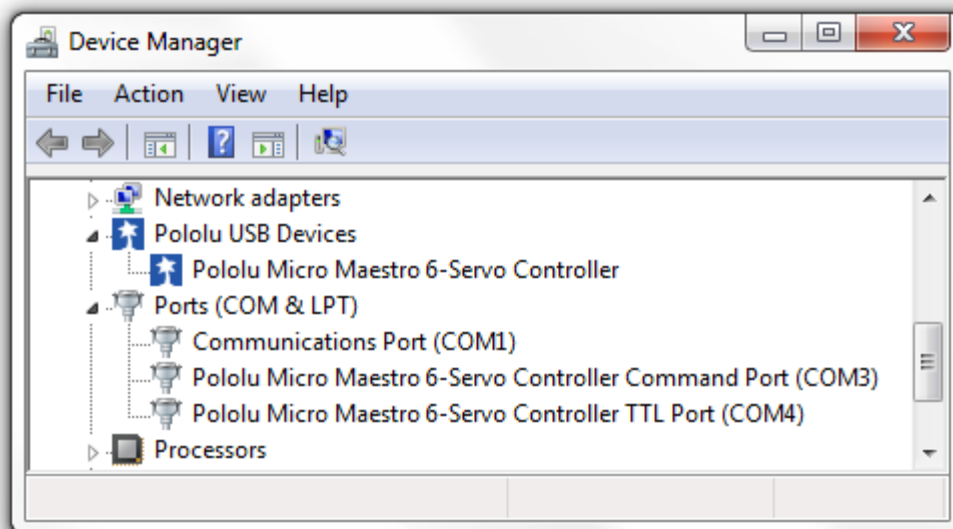 Device Manager
File Action View Help
Network adapters
Pololu USB Devices
Pololu Micro Maestro 6-Servo Controller
Ports (COM & LPT)
Communications Port (COM1)
Pololu Micro Maestro 6-Servo Controller Command Port (COM3)
Pololu Micro Maestro 6-Servo Controller TTL Port (COM4)
Processors